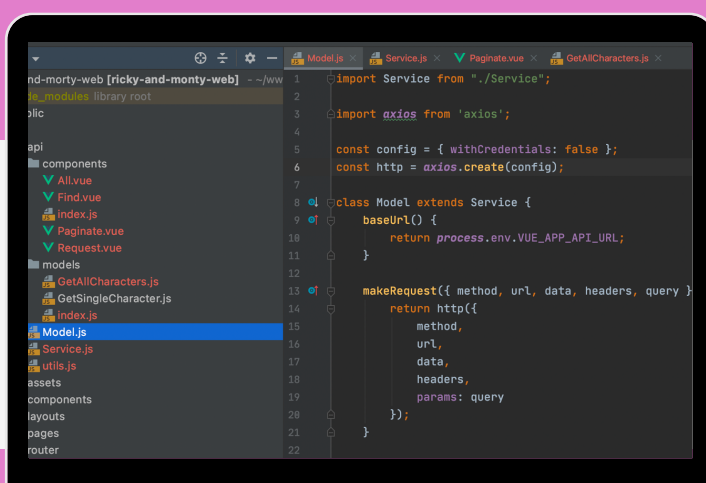 Model.js
Service.js
Paginate.vue
GetAllCharacters.js
nd-morty-web [ricky-and-monty-web] - ~/ww
de_modules library root
blic
api
components
All.vue
Find.vue
index.js
Paginate.vue
Request.vue
models
GetAllCharacters.js
GetSingleCharacter.js
index.js
Model.js
Service.js
utils.js
assets
components
layouts
pages
router
1 import Service from "./Service";
2
3 import axios from 'axios';
4
5 const config = { withCredentials: false };
6 const http = axios.create(config);
7
8 class Model extends Service {
9 baseUrl() {
10 return process.env.VUE_APP_API_URL;
11 }
12
13 makeRequest({ method, url, data, headers, query }
14 return http({
15 method,
16 url,
17 data,
18 headers,
19 params: query
20 });
21 }
22